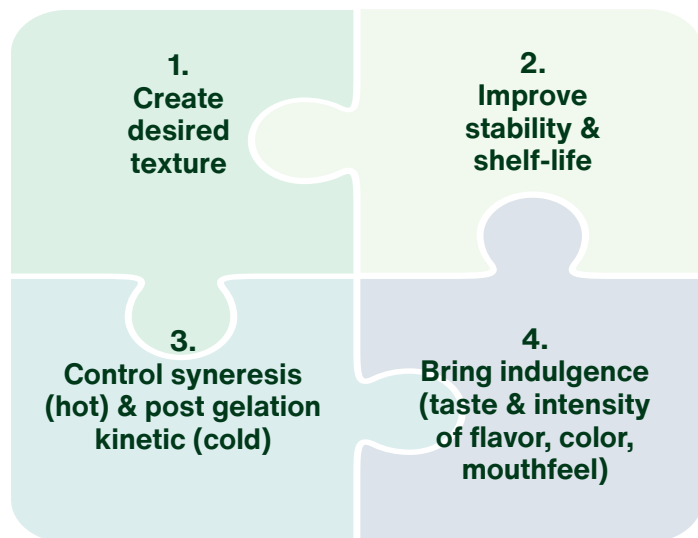 1.
Create
desired
texture
2.
Improve
stability &
shelf-life
3.
Control syneresis
(hot) & post gelation
kinetic (cold)
4.
Bring indulgence
(taste & intensity
of flavor, color,
mouthfeel)